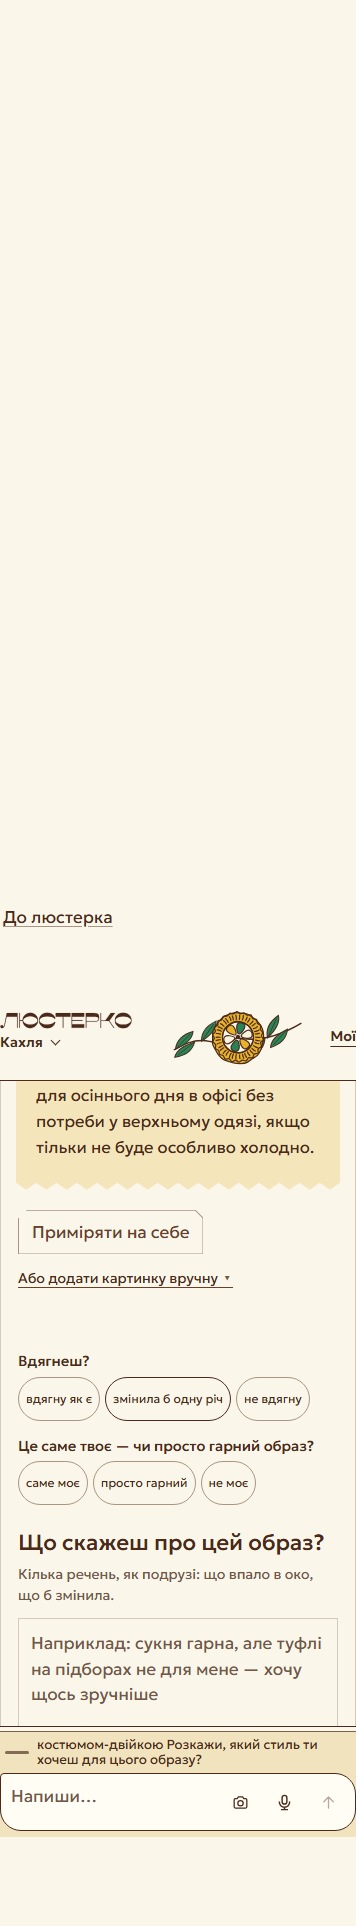 До люстерка
ЛЮСТЕРКО
Кахля
Мої
для осіннього дня в офісі без
потреби у верхньому одязі, якщо
тільки не буде особливо холодно.
Приміряти на себе
Або додати картинку вручну
Вдягнеш?
вдягну як є
змінила б одну річ
не вдягну
Це саме твоє — чи просто гарний образ?
саме моє
просто гарний
не моє
Що скажеш про цей образ?
Кілька речень, як подрузі: що впало в око,
що б змінила.
Наприклад: сукня гарна, але туфлі
на підборах не для мене — хочу
щось зручніше
костюмом-двійкою Розкажи, який стиль ти
хочеш для цього образу?
Напиши…